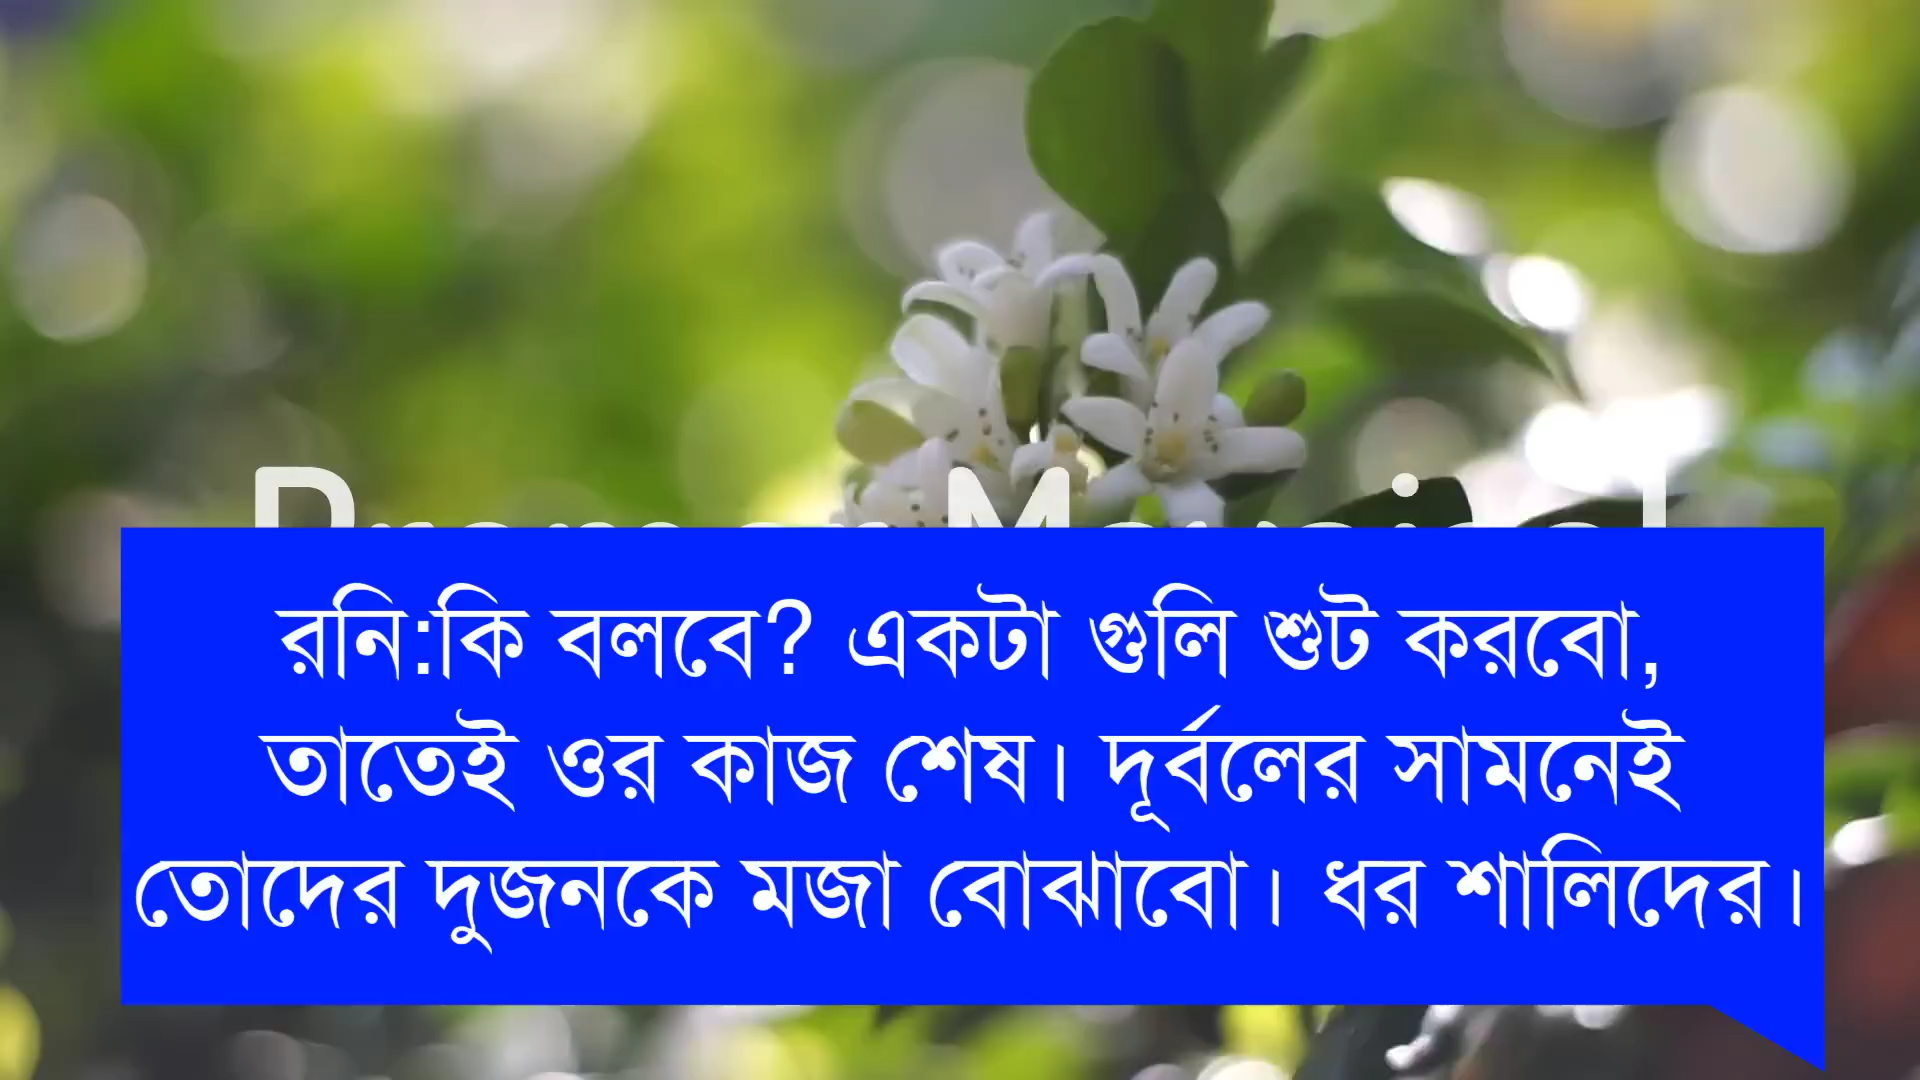 রনি:কি বলবে? একটা গুলি শুট করবো,
তাতেই ওর কাজ শেষ। দূর্বলের সামনেই
তোদের দুজনকে মজা বোঝাবো। ধর শালিদের।